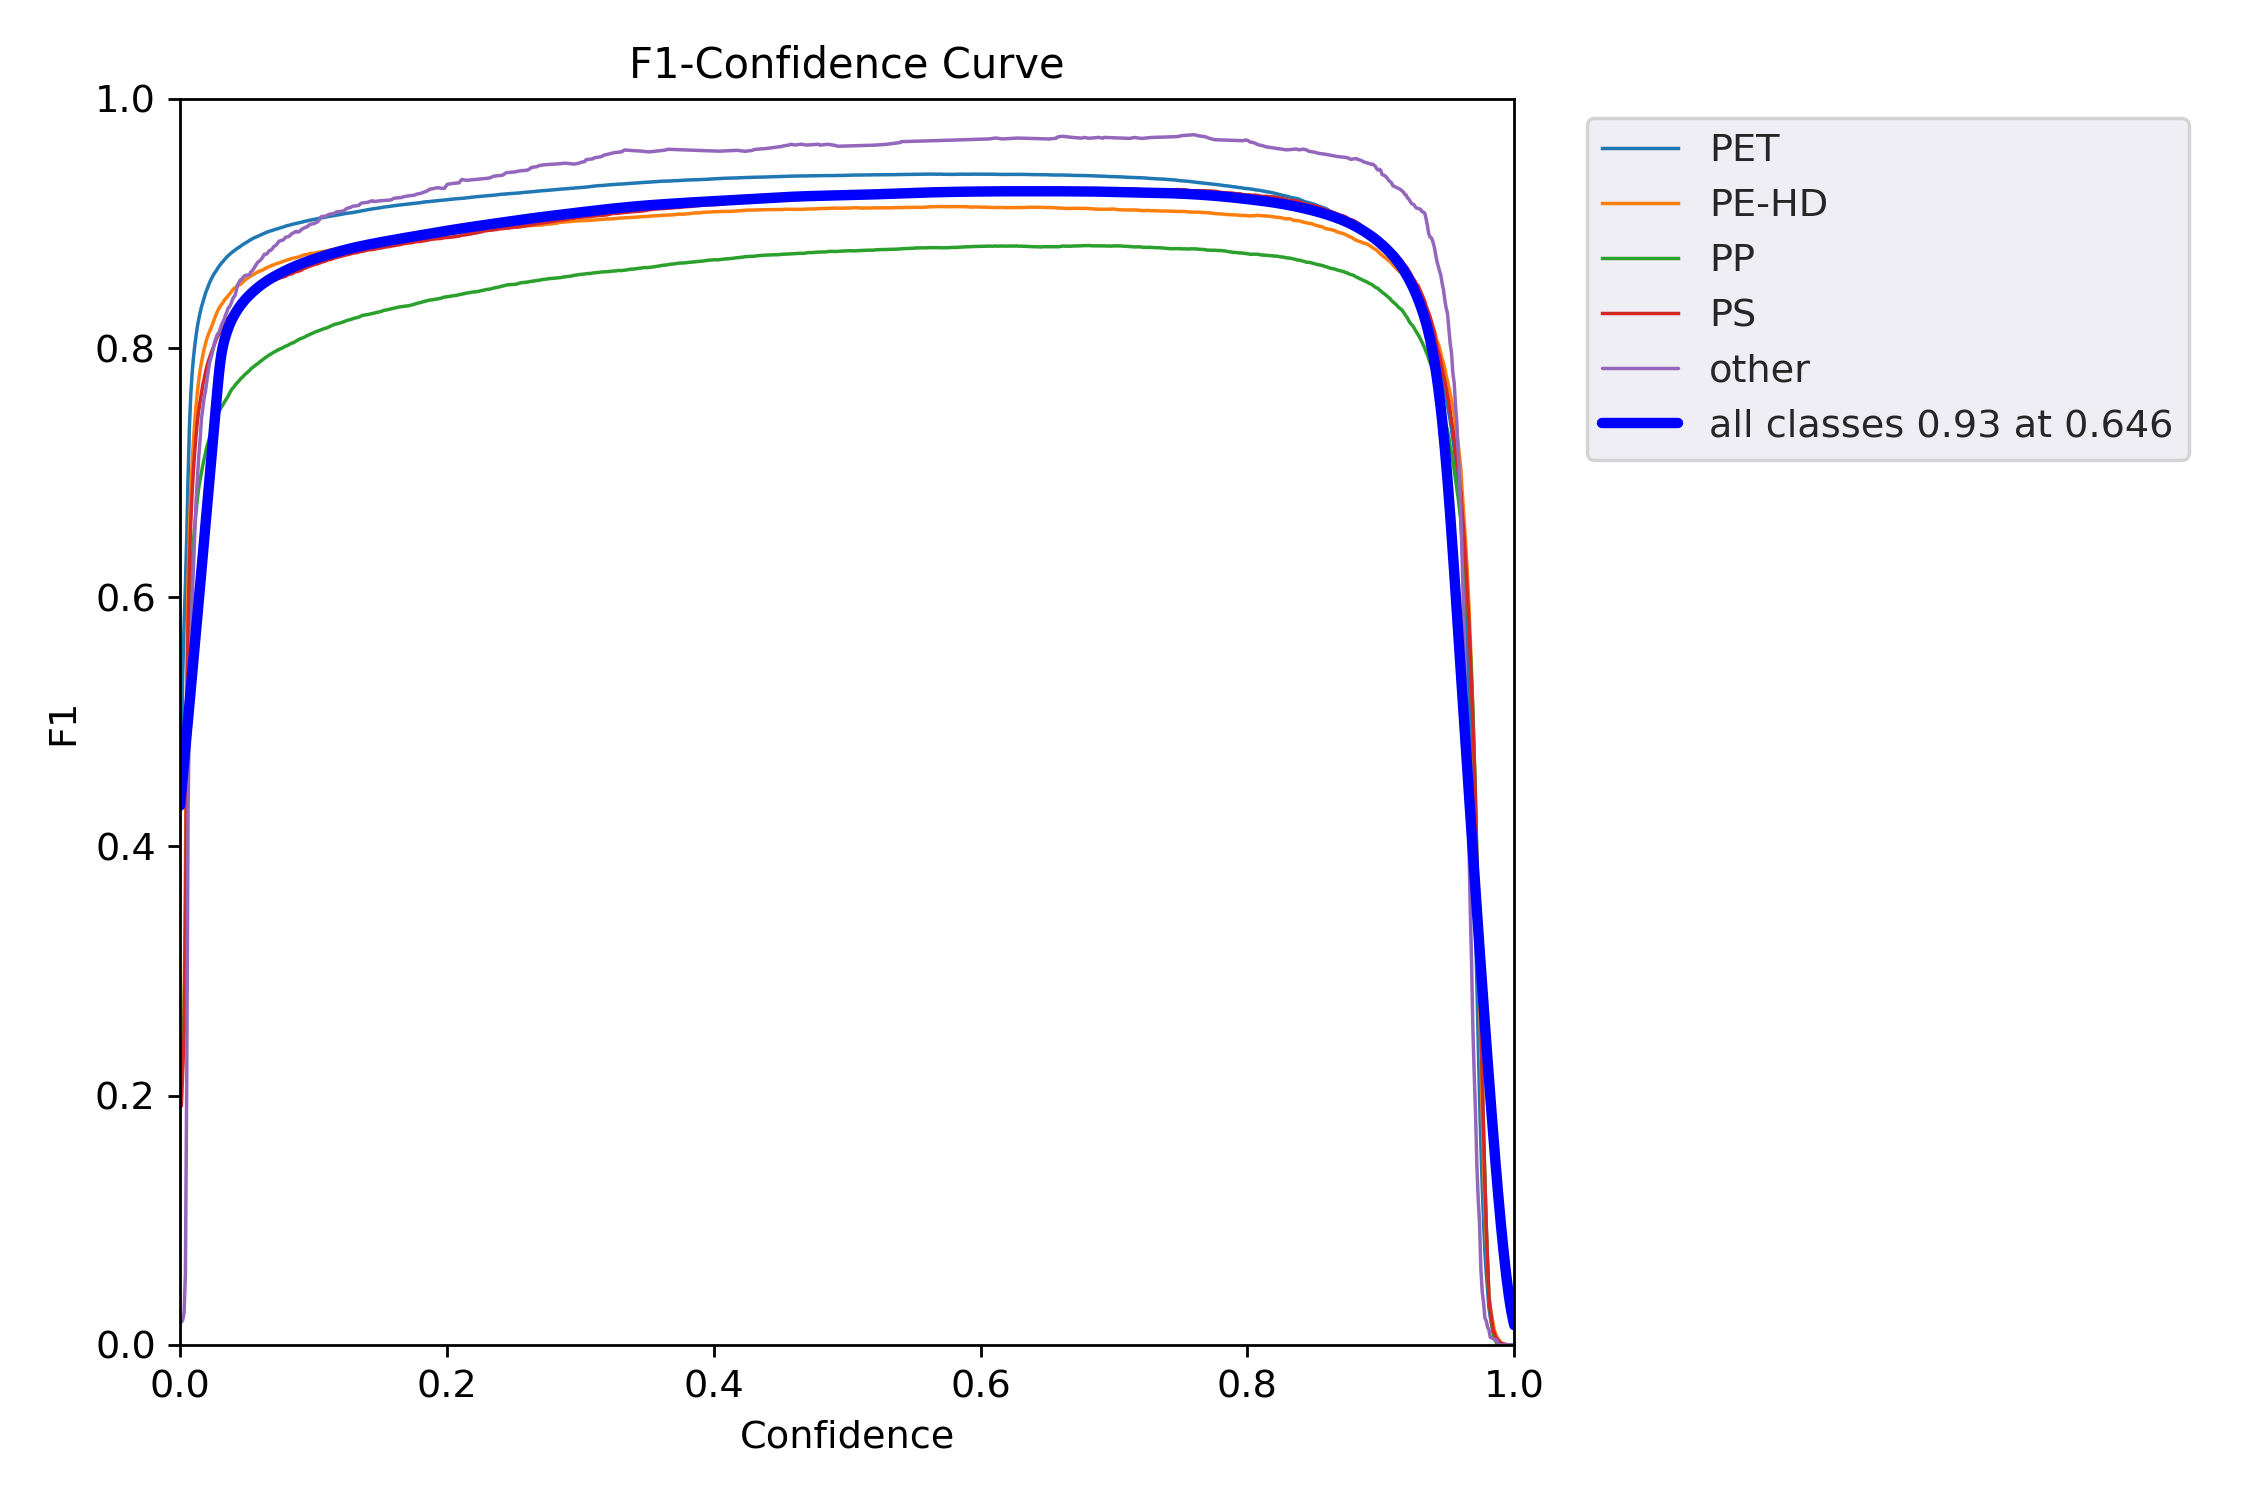 F1-Confidence Curve
1.0
0.8
0.6
0.4
0.2
0.0
F1
0.0 0.2 0.4 0.6 0.8 1.0
Confidence
PET
PE-HD
PP
PS
other
all classes 0.93 at 0.646